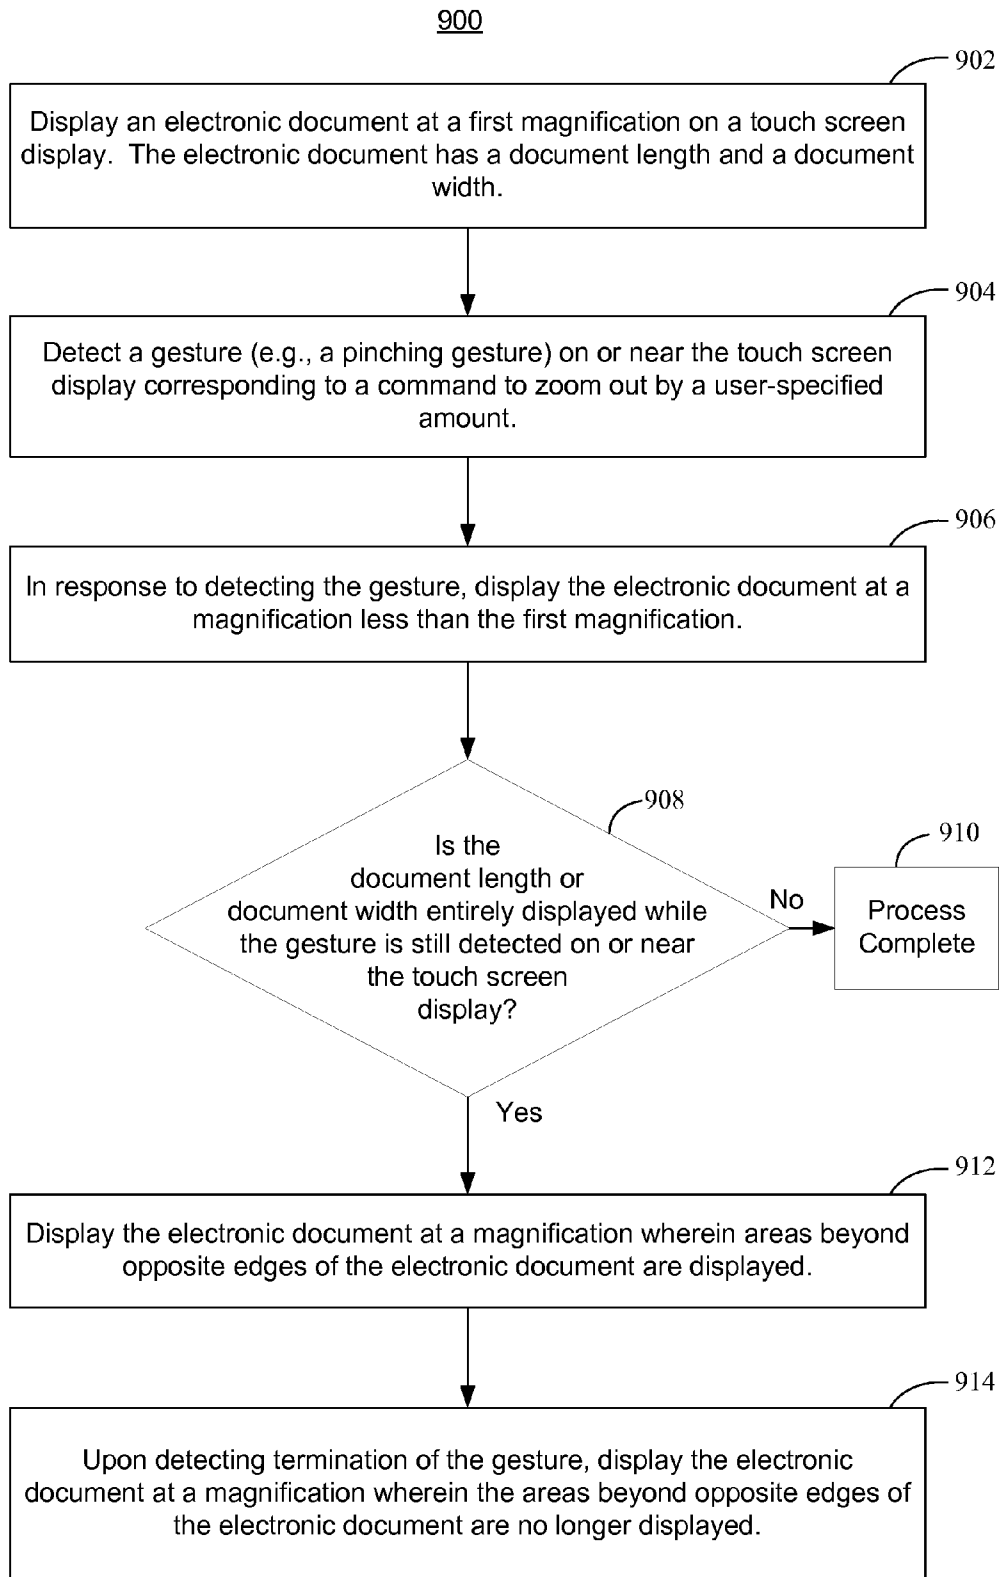 900
902
Display an electronic document at a first magnification on a touch screen
display. The electronic document has a document length and a document
width.
904
Detect a gesture (e.g., a pinching gesture) on or near the touch screen
display corresponding to a command to zoom out by a user-specified
amount.
906
In response to detecting the gesture, display the electronic document at a
magnification less than the first magnification.
908
Is the
document length or
document width entirely displayed while
the gesture is still detected on or near
the touch screen
display?
No
910
Process
Complete
Yes
912
Display the electronic document at a magnification wherein areas beyond
opposite edges of the electronic document are displayed.
914
Upon detecting termination of the gesture, display the electronic
document at a magnification wherein the areas beyond opposite edges of
the electronic document are no longer displayed.